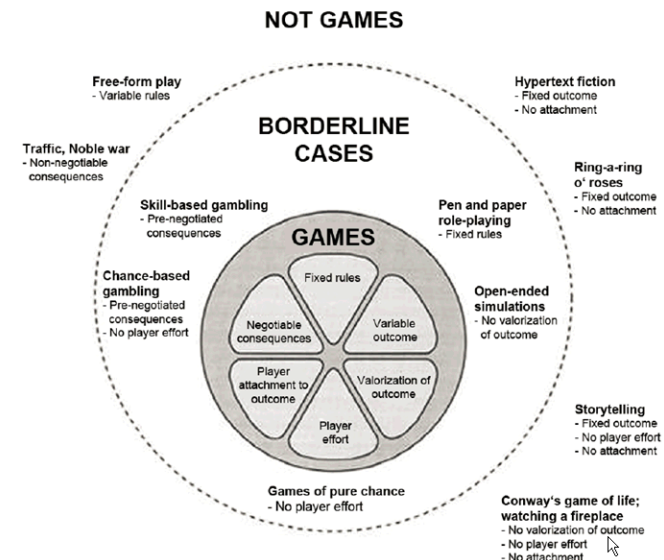 NOT GAMES
Free-form play
- Variable rules
Hypertext fiction
- Fixed outcome
- No attachment
BORDERLINE
CASES
Traffic, Noble war
- Non-negotiable
consequences
Ring-a-ring
o' roses
- Fixed outcome
- No attachment
Skill-based gambling
- Pre-negotiated
consequences
Pen and paper
role-playing
- Fixed rules
GAMES
Fixed rules
Chance-based
gambling
- Pre-negotiated
consequences
- No player effort
Negotiable
consequences
Variable
outcome
Open-ended
simulations
- No valorization
of outcome
Player
attachment to
outcome
Valorization of
outcome
Player
effort
Storytelling
- Fixed outcome
- No player effort
- No attachment
Games of pure chance
- No player effort
Conway's game of life;
watching a fireplace
- No valorization of outcome
- No player effort
- No attachment